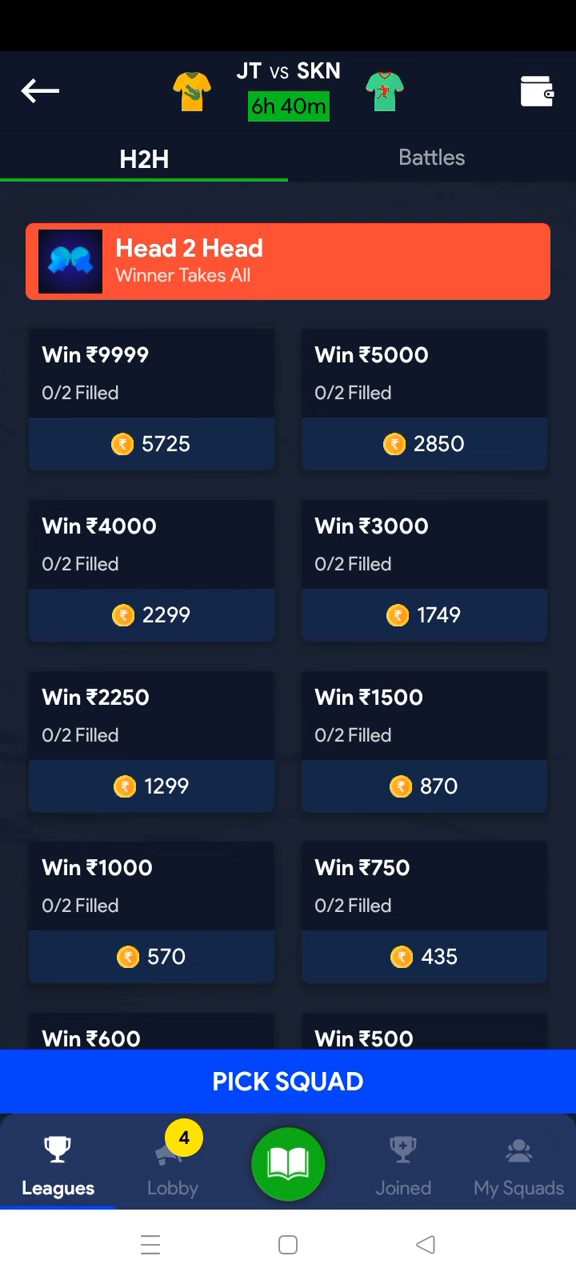 JT vs SKN
6h 40m
H2H
Battles
Head 2 Head
Winner Takes All
Win ₹9999
0/2 Filled
5725
Win ₹5000
0/2 Filled
2850
Win ₹4000
0/2 Filled
2299
Win ₹3000
0/2 Filled
1749
Win ₹2250
0/2 Filled
1299
Win ₹1500
0/2 Filled
870
Win ₹1000
0/2 Filled
570
Win ₹750
0/2 Filled
435
Win ₹600
Win ₹500
PICK SQUAD
4
Leagues
Lobby
Joined
My Squads